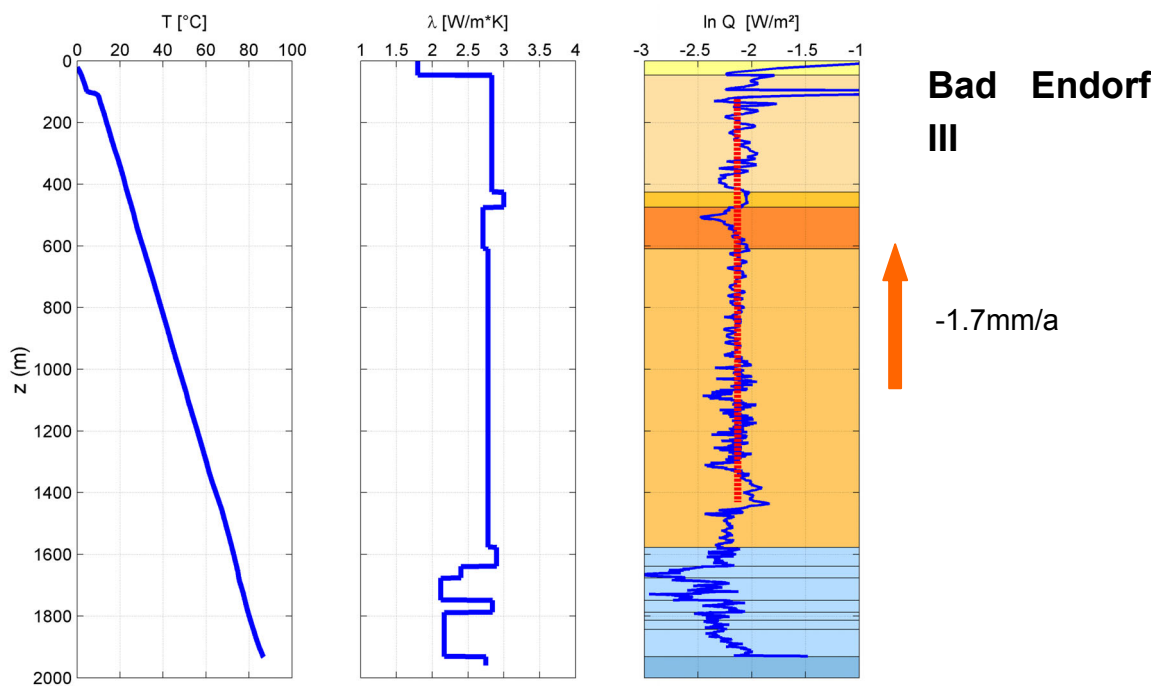 T [°C]
0 20 40 60 80 100
λ [W/m*K]
1 1.5 2 2.5 3 3.5 4
ln Q [W/m²]
-3 -2.5 -2 -1.5 -1
z (m)
0
200
400
600
800
1000
1200
1400
1600
1800
2000
Bad Endorf
III
-1.7mm/a